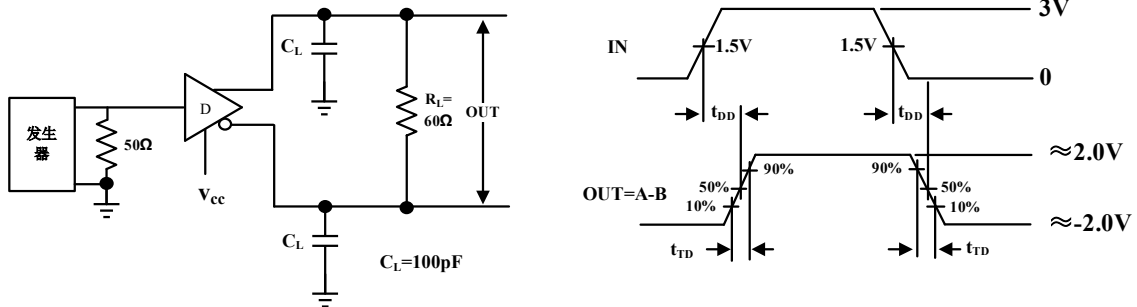 发生
器
50Ω
D
Vcc
CL
CL
CL=100pF
RL=
60Ω
OUT
IN
1.5V
1.5V
3V
0
tDD
tDD
OUT=A-B
90%
50%
10%
90%
50%
10%
≈2.0V
≈-2.0V
tTD
tTD